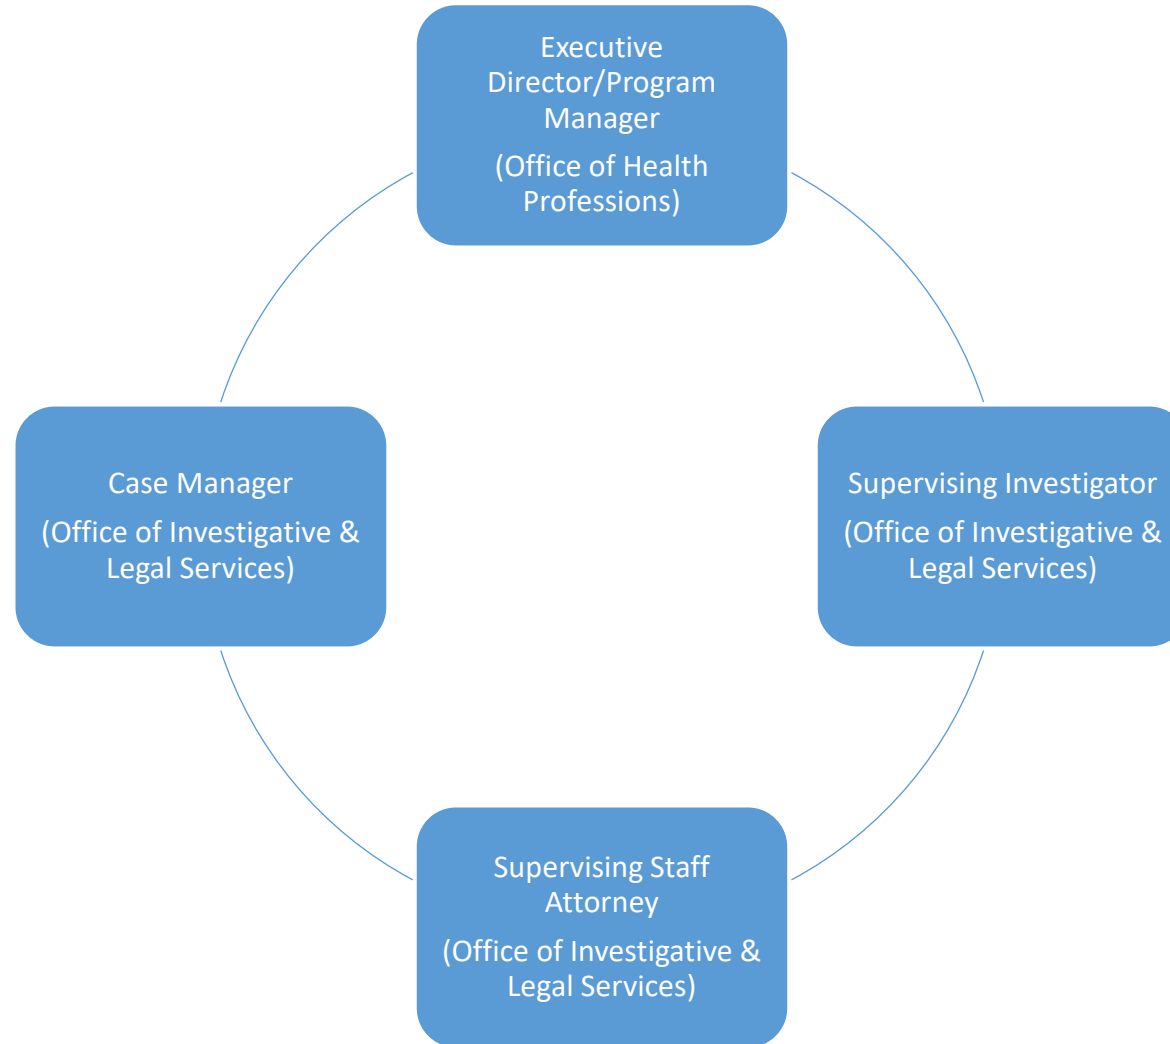 Executive
Director/Program
Manager
(Office of Health
Professions)
Case Manager
(Office of Investigative &
Legal Services)
Supervising Investigator
(Office of Investigative &
Legal Services)
Supervising Staff
Attorney
(Office of Investigative &
Legal Services)